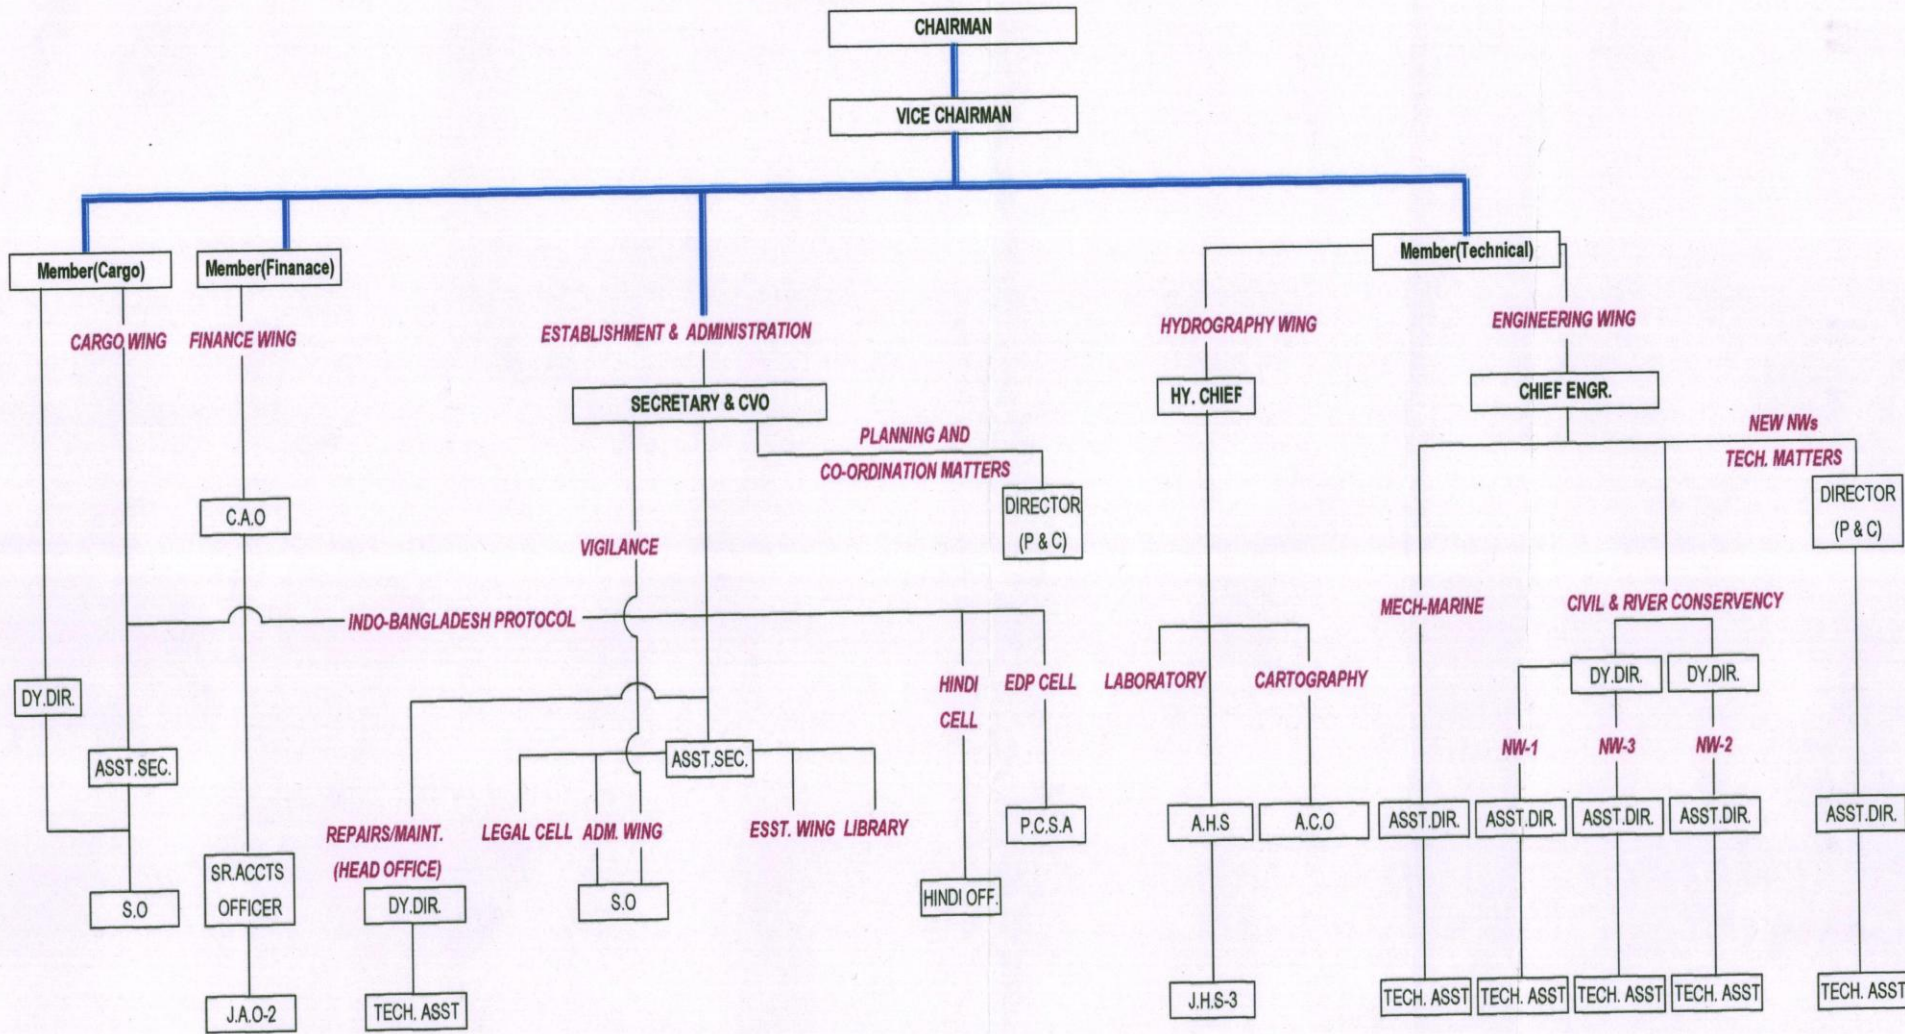 CHAIRMAN
VICE CHAIRMAN
Member(Cargo)
Member(Finanace)
Member(Technical)
CARGO WING
FINANCE WING
ESTABLISHMENT & ADMINISTRATION
HYDROGRAPHY WING
ENGINEERING WING
SECRETARY & CVO
HY. CHIEF
CHIEF ENGR.
PLANNING AND
CO-ORDINATION MATTERS
NEW NWs
TECH. MATTERS
C.A.O
DIRECTOR
(P & C)
DIRECTOR
(P & C)
VIGILANCE
INDO-BANGLADESH PROTOCOL
MECH-MARINE
CIVIL & RIVER CONSERVENCY
DY.DIR.
HINDI
CELL
EDP CELL
LABORATORY
CARTOGRAPHY
DY.DIR.
DY.DIR.
ASST.SEC.
ASST.SEC.
NW-1
NW-3
NW-2
REPAIRS/MAINT.
(HEAD OFFICE)
LEGAL CELL
ADM. WING
ESST. WING
LIBRARY
P.C.S.A
A.H.S
A.C.O
ASST.DIR.
ASST.DIR.
ASST.DIR.
ASST.DIR.
ASST.DIR.
S.O
SR.ACCTS
OFFICER
DY.DIR.
S.O
HINDI OFF.
J.A.O-2
TECH. ASST
J.H.S-3
TECH. ASST
TECH. ASST
TECH. ASST
TECH. ASST
TECH. ASST